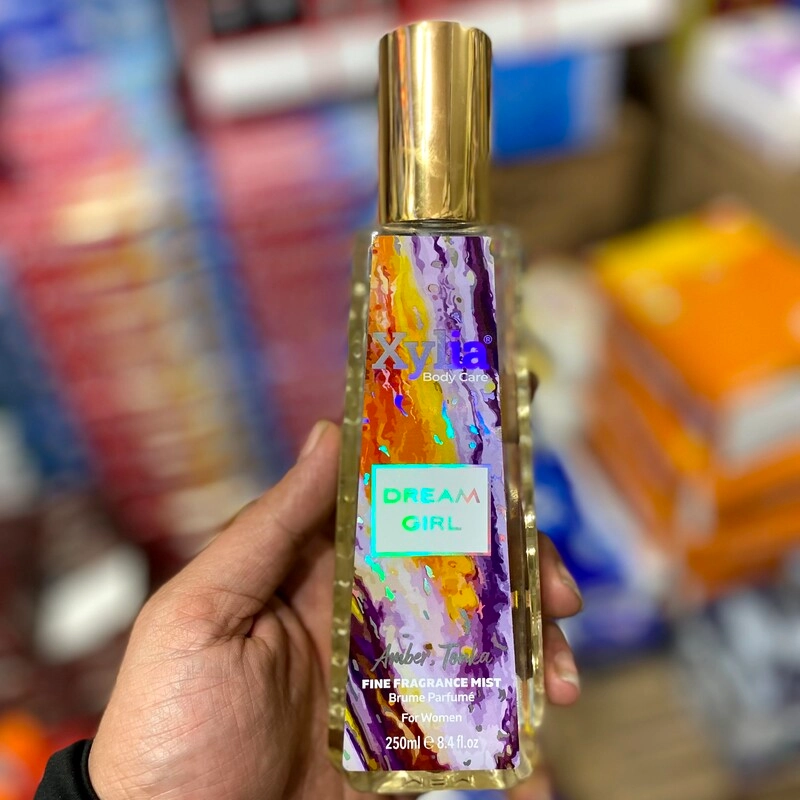 Xylia®
Body Care
DREAM
GIRL
Amber, Tonka
FINE FRAGRANCE MIST
Brume Parfumé
For Women
250ml ℮ 8.4 fl.oz